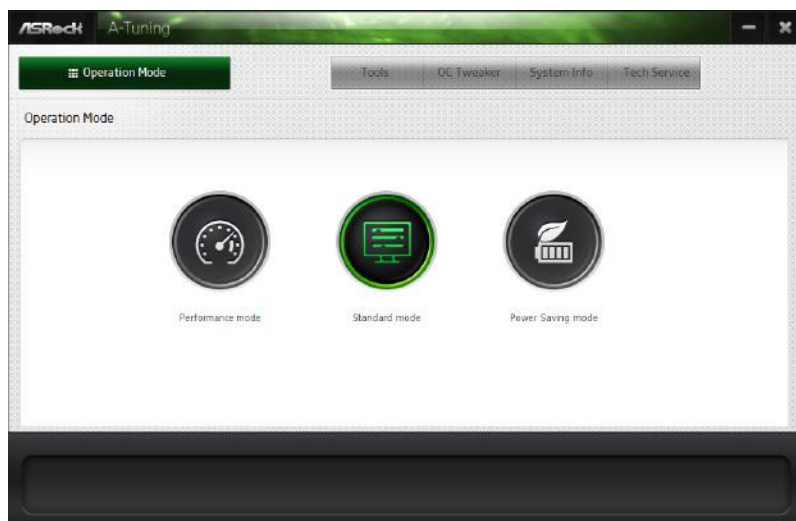 ASRock A-Tuning
Operation Mode Tools OC Tweaker System Info Tech Service
Operation Mode
Performance mode Standard mode Power Saving mode